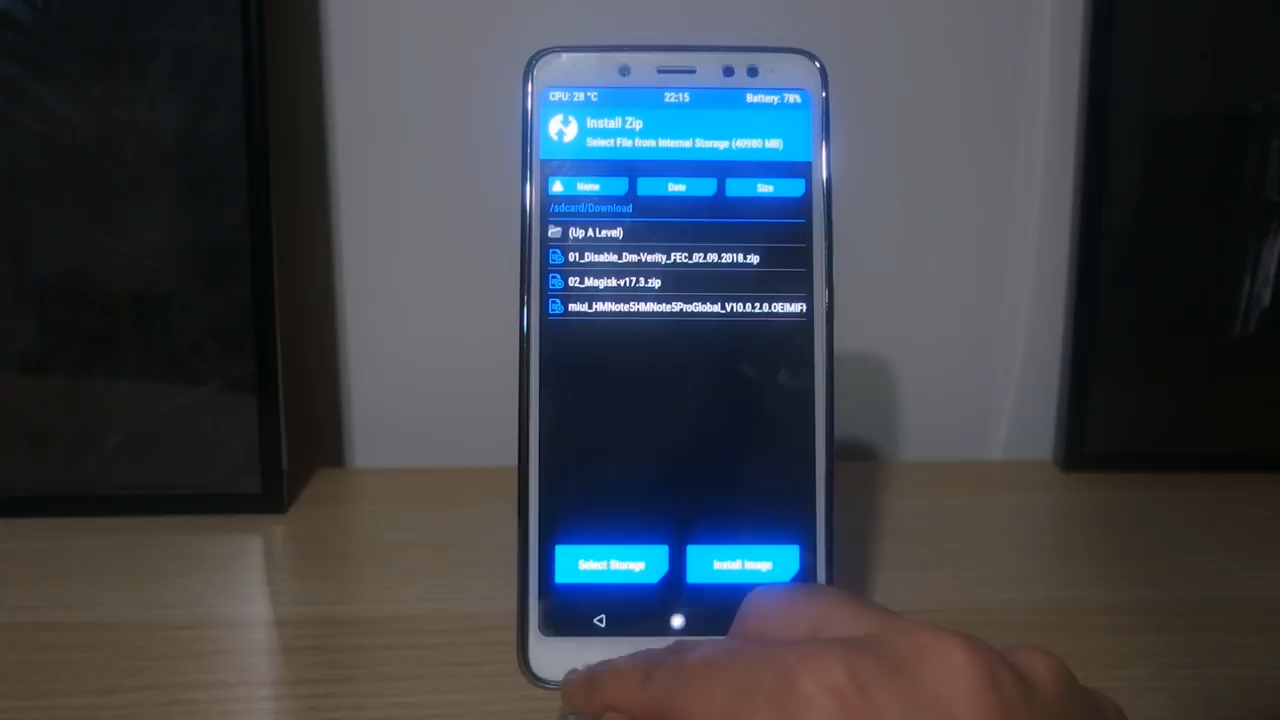 CPU: 28 °C 22:15 Battery: 78%
Install Zip
Select File from Internal Storage (40980 MB)
Name Date Size
/sdcard/Download
(Up A Level)
01_Disable_Dm-Verity_FEC_02.09.2018.zip
02_Magisk-v17.3.zip
miui_HMNote5HMNote5ProGlobal_V10.0.2.0.OEIMIFH
Select Storage Install Image